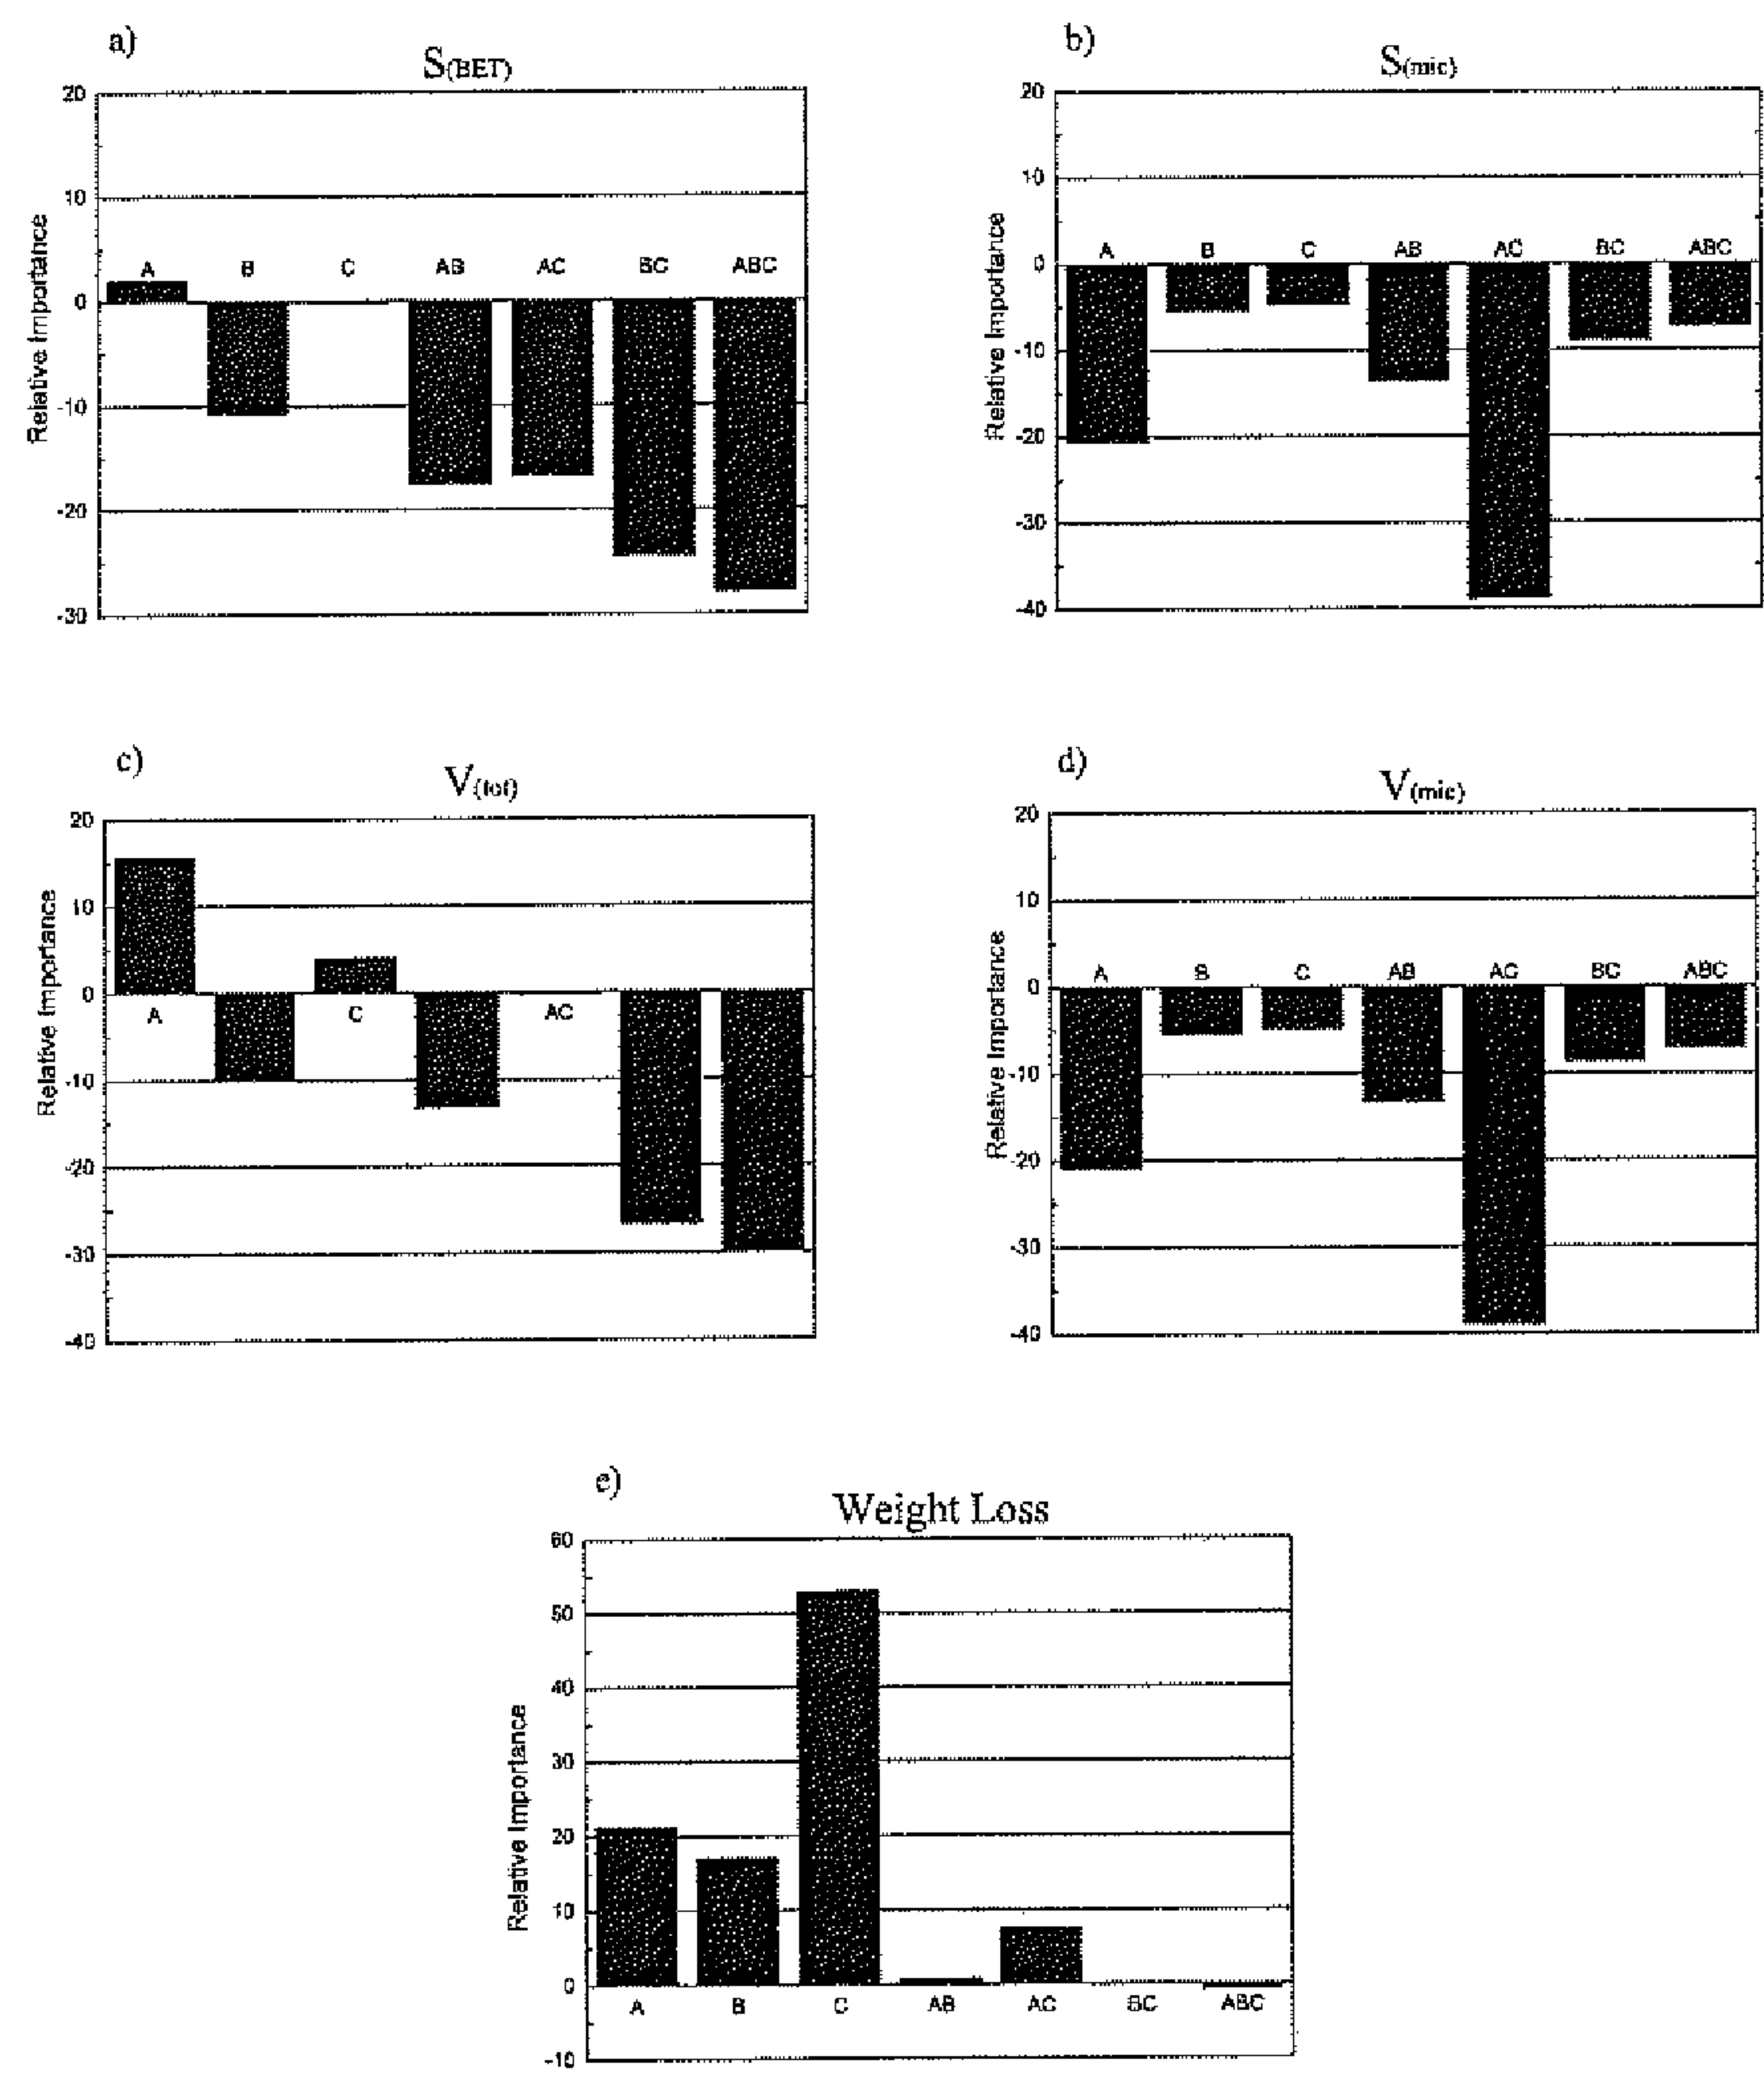 a)
S(BET)
20
10
0
-10
-20
-30
Relative Importance
A B C AB AC BC ABC
b)
S(mic)
20
10
0
-10
-20
-30
-40
Relative Importance
A B C AB AC BC ABC
c)
V(tot)
20
10
0
-10
-20
-30
-40
Relative Importance
A C AC
d)
V(mic)
20
10
0
-10
-20
-30
-40
Relative Importance
A B C AB AC BC ABC
e)
Weight Loss
60
50
40
30
20
10
0
-10
Relative Importance
A B C AB AC BC ABC